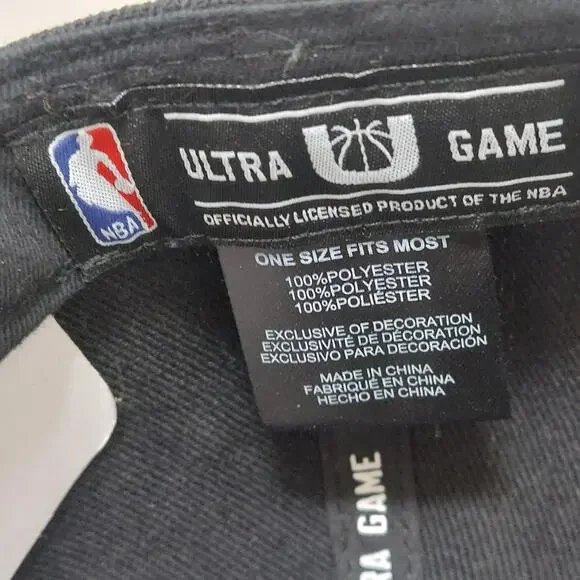 NBA
ULTRA GAME
OFFICIALLY LICENSED PRODUCT OF THE NBA
ONE SIZE FITS MOST
100%POLYESTER
100%POLYESTER
100%POLIÉSTER
EXCLUSIVE OF DECORATION
EXCLUSIVITÉ DE DÉCORATION
EXCLUSIVO PARA DECORACIÓN
MADE IN CHINA
FABRIQUÉ EN CHINA
HECHO EN CHINA
RA GAME